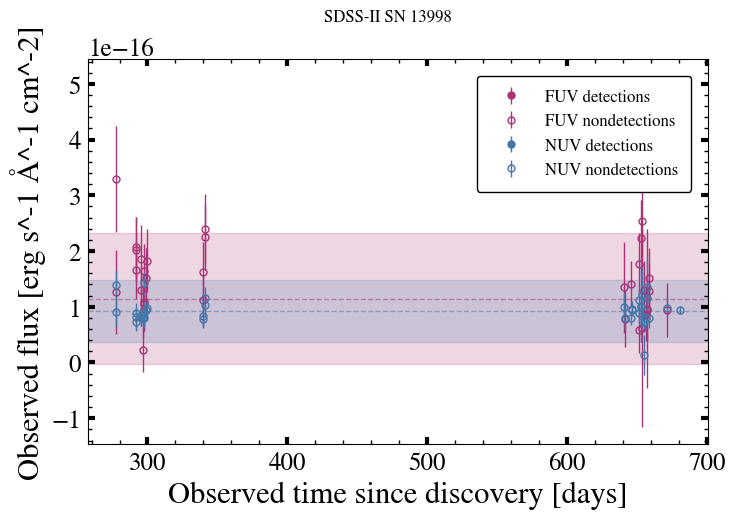 SDSS-II SN 13998
1e−16
Observed flux [erg s^-1 Å^-1 cm^-2]
5
4
3
2
1
0
−1
FUV detections
FUV nondetections
NUV detections
NUV nondetections
300
400
500
600
700
Observed time since discovery [days]